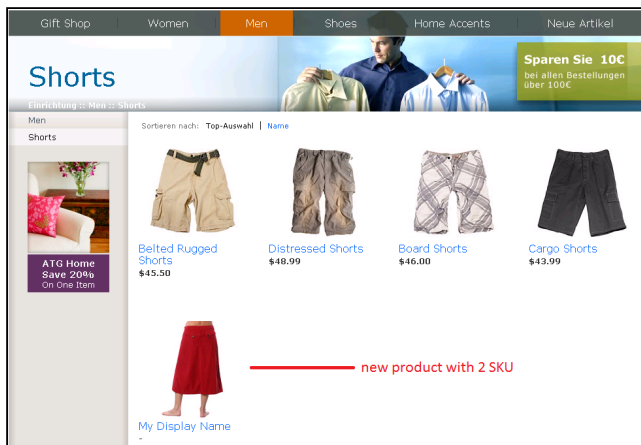 Gift Shop Women Men Shoes Home Accents Neue Artikel
Shorts
Sparen Sie 10€
bei allen Bestellungen
über 100€
Einrichtung :: Men :: Shorts
Men
Shorts
Sortieren nach: Top-Auswahl | Name
Belted Rugged
Shorts
$45.50
Distressed Shorts
$48.99
Board Shorts
$46.00
Cargo Shorts
$43.99
ATG Home
Save 20%
On One Item
new product with 2 SKU
My Display Name
-